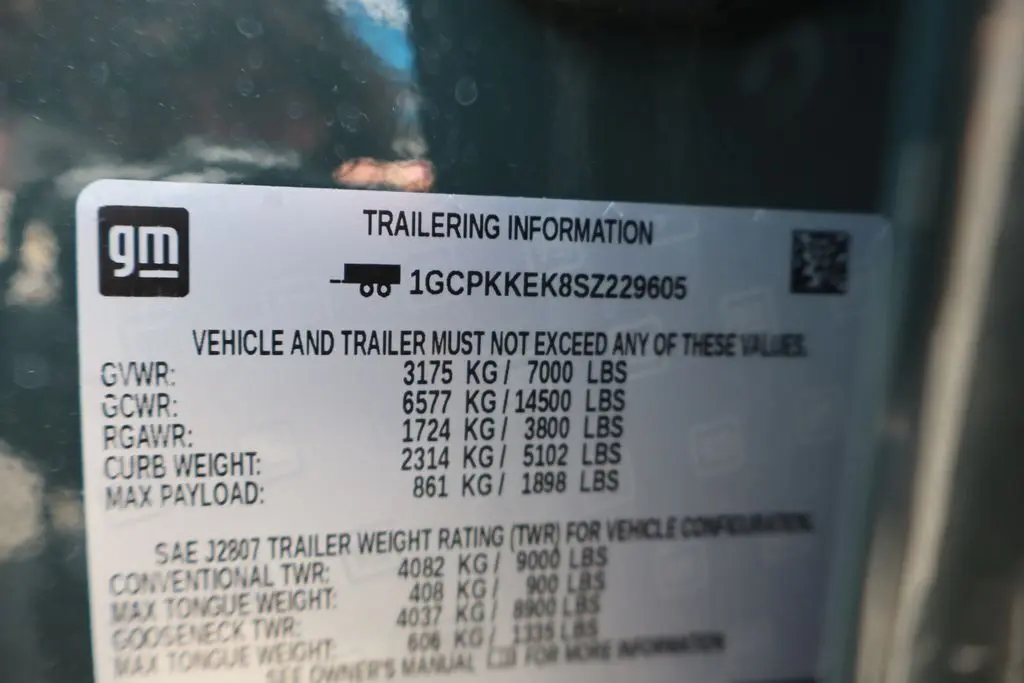 gm
TRAILERING INFORMATION
1GCPKKEK8SZ229605
VEHICLE AND TRAILER MUST NOT EXCEED ANY OF THESE VALUES.
GVWR: 3175 KG/ 7000 LBS
GCWR: 6577 KG/14500 LBS
RGAWR: 1724 KG/ 3800 LBS
CURB WEIGHT: 2314 KG/ 5102 LBS
MAX PAYLOAD: 861 KG/ 1898 LBS
SAE J2807 TRAILER WEIGHT RATING (TWR) FOR VEHICLE CONFIGURATION.
CONVENTIONAL TWR: 4082 KG/ 9000 LBS
MAX TONGUE WEIGHT: 408 KG/ 900 LBS
GOOSENECK TWR: 4037 KG/ 8900 LBS
MAX TONGUE WEIGHT: 606 KG/ 1335 LBS
SEE OWNER'S MANUAL FOR MORE INFORMATION